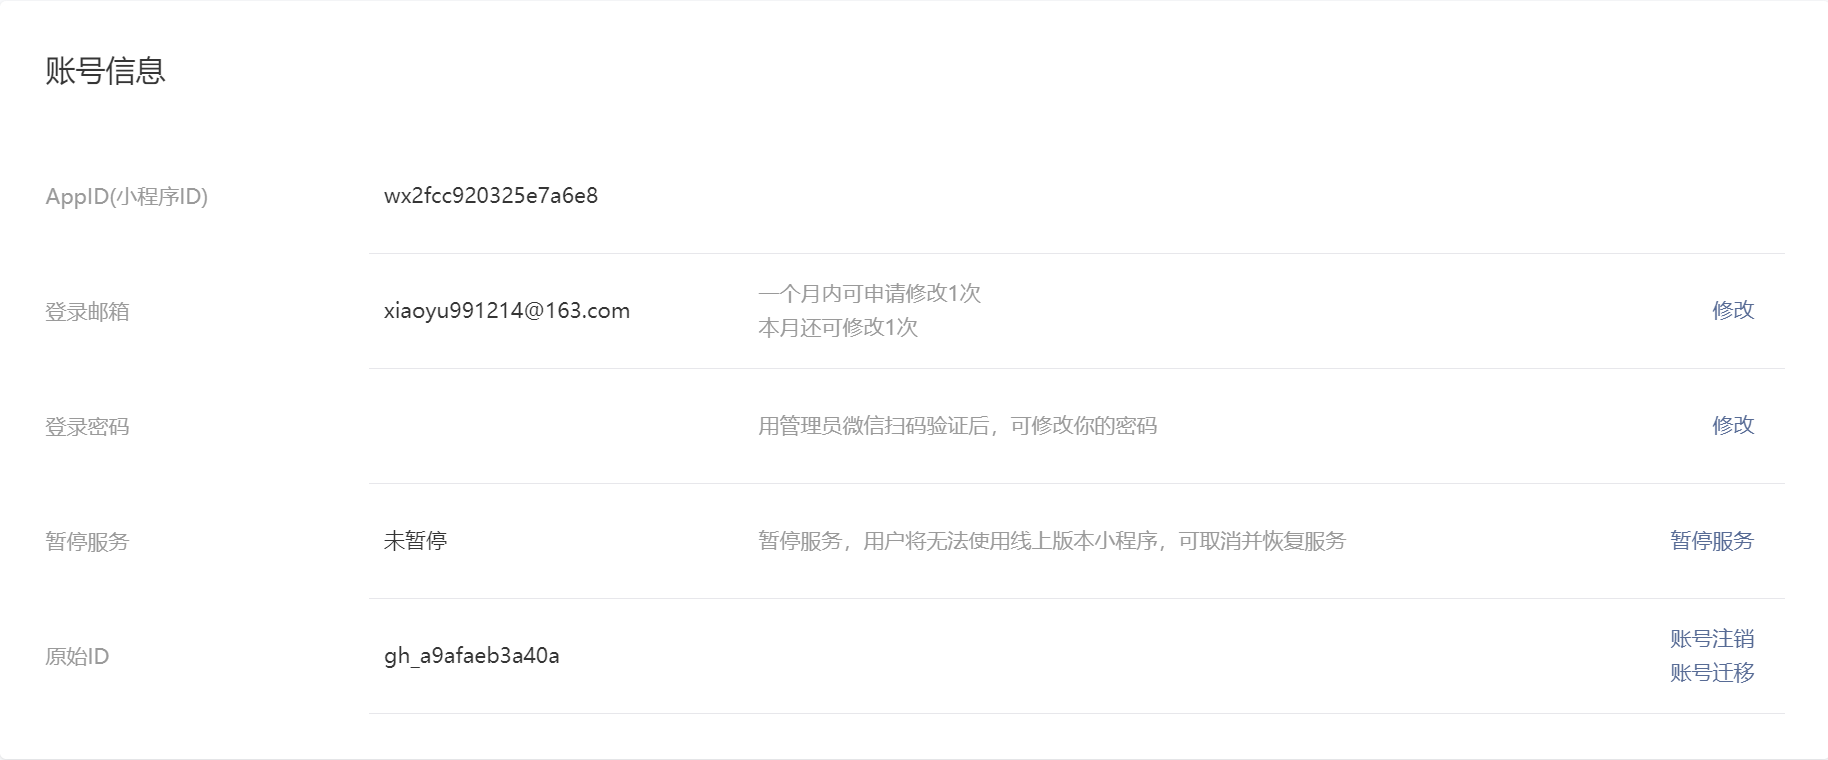 账号信息
AppID(小程序ID)
wx2fcc920325e7a6e8
登录邮箱
xiaoyu991214@163.com
一个月内可申请修改1次
本月还可修改1次
修改
登录密码
用管理员微信扫码验证后，可修改你的密码
修改
暂停服务
未暂停
暂停服务，用户将无法使用线上版本小程序，可取消并恢复服务
暂停服务
原始ID
gh_a9afaeb3a40a
账号注销
账号迁移